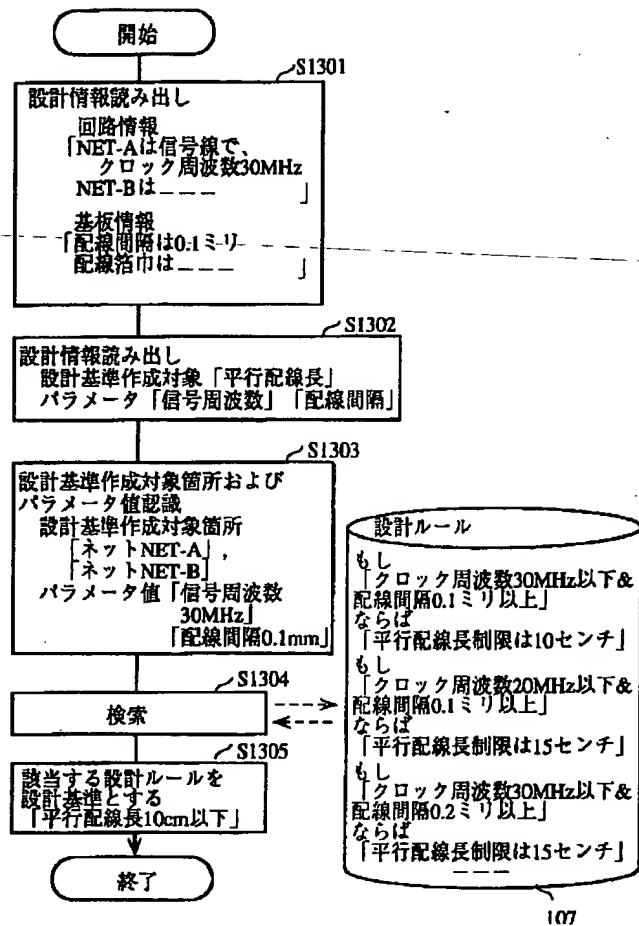 開始
S1301
設計情報読み出し
回路情報
「NET-Aは信号線で、
クロック周波数30MHz
NET-Bは＿＿＿
」
基板情報
「配線間隔は0.1ミリ
配線箔巾は＿＿＿
」
S1302
設計情報読み出し
設計基準作成対象「平行配線長」
パラメータ「信号周波数」「配線間隔」
S1303
設計基準作成対象箇所および
パラメータ値認識
設計基準作成対象箇所
「ネットNET-A」,
「ネットNET-B」
パラメータ値「信号周波数
30MHz」
「配線間隔0.1mm」
S1304
検索
S1305
該当する設計ルールを
設計基準とする
「平行配線長10cm以下」
終了
設計ルール
もし
「クロック周波数30MHz以下&
配線間隔0.1ミリ以上」
ならば
「平行配線長制限は10センチ」
もし
「クロック周波数20MHz以下&
配線間隔0.1ミリ以上」
ならば
「平行配線長制限は15センチ」
もし
「クロック周波数30MHz以下&
配線間隔0.2ミリ以上」
ならば
「平行配線長制限は15センチ」
＿＿＿
107